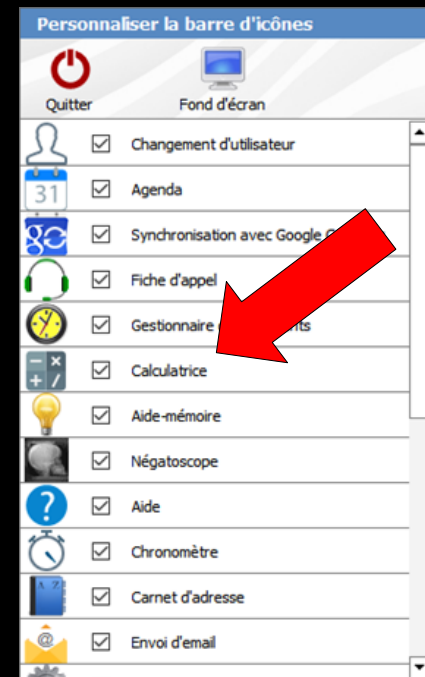 Personnaliser la barre d'icônes
Quitter
Fond d'écran
Changement d'utilisateur
31
Agenda
Synchronisation avec Google
Fiche d'appel
Gestionnaire
Calculatrice
Aide-mémoire
Négatoscope
?
Aide
Chronomètre
A Z
Carnet d'adresse
@
Envoi d'email